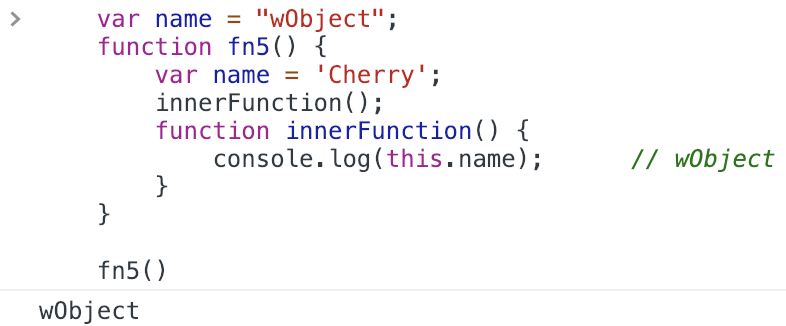 > var name = "wObject";
function fn5() {
var name = 'Cherry';
innerFunction();
function innerFunction() {
console.log(this.name); // wObject
}
}
fn5()
wObject